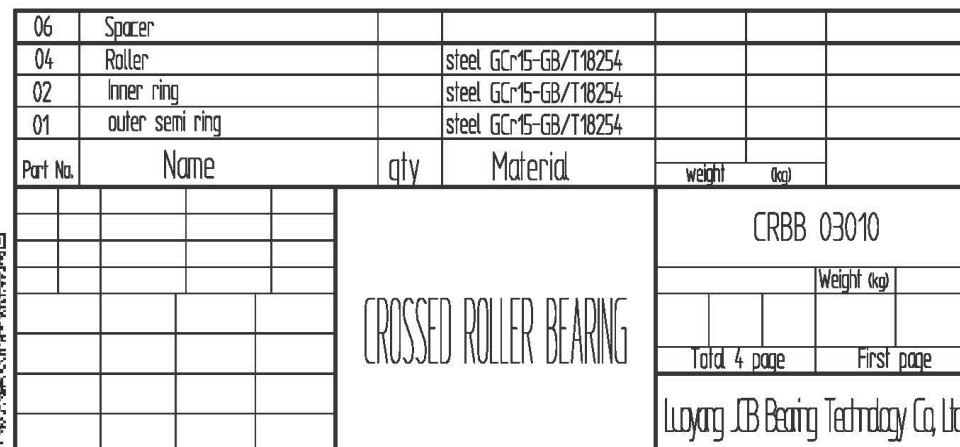 06 Spacer
04 Roller steel GCr15-GB/T18254
02 Inner ring steel GCr15-GB/T18254
01 outer semi ring steel GCr15-GB/T18254
Part No. Name qty Material weight (kg)
CRBB 03010
Weight (kg)
CROSSED ROLLER BEARING
Total 4 page First page
Luoyang JCB Bearing Technology Co, Ltd